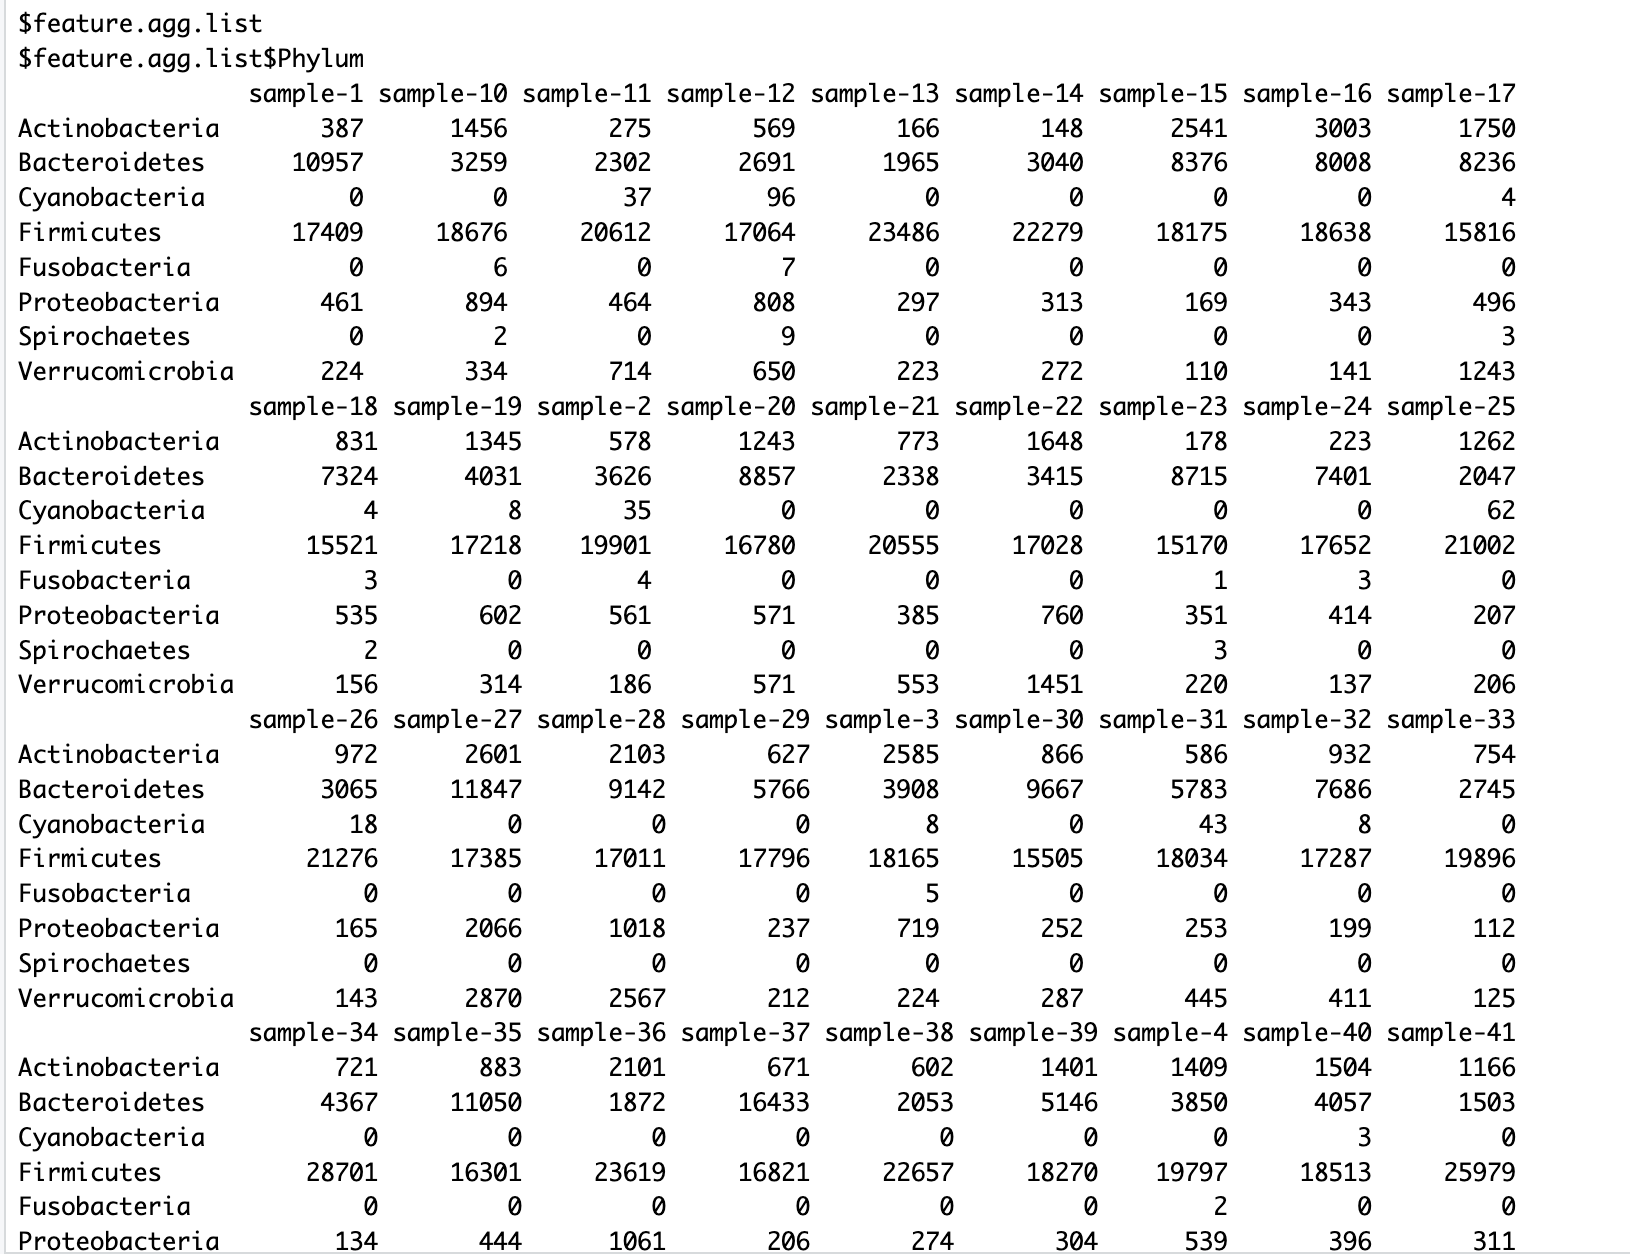 $feature.agg.list
$feature.agg.list$Phylum
sample-1 sample-10 sample-11 sample-12 sample-13 sample-14 sample-15 sample-16 sample-17
Actinobacteria 387 1456 275 569 166 148 2541 3003 1750
Bacteroidetes 10957 3259 2302 2691 1965 3040 8376 8008 8236
Cyanobacteria 0 0 37 96 0 0 0 0 4
Firmicutes 17409 18676 20612 17064 23486 22279 18175 18638 15816
Fusobacteria 0 6 0 7 0 0 0 0 0
Proteobacteria 461 894 464 808 297 313 169 343 496
Spirochaetes 0 2 0 9 0 0 0 0 3
Verrucomicrobia 224 334 714 650 223 272 110 141 1243
sample-18 sample-19 sample-2 sample-20 sample-21 sample-22 sample-23 sample-24 sample-25
Actinobacteria 831 1345 578 1243 773 1648 178 223 1262
Bacteroidetes 7324 4031 3626 8857 2338 3415 8715 7401 2047
Cyanobacteria 4 8 35 0 0 0 0 0 62
Firmicutes 15521 17218 19901 16780 20555 17028 15170 17652 21002
Fusobacteria 3 0 4 0 0 0 1 3 0
Proteobacteria 535 602 561 571 385 760 351 414 207
Spirochaetes 2 0 0 0 0 0 3 0 0
Verrucomicrobia 156 314 186 571 553 1451 220 137 206
sample-26 sample-27 sample-28 sample-29 sample-3 sample-30 sample-31 sample-32 sample-33
Actinobacteria 972 2601 2103 627 2585 866 586 932 754
Bacteroidetes 3065 11847 9142 5766 3908 9667 5783 7686 2745
Cyanobacteria 18 0 0 0 8 0 43 8 0
Firmicutes 21276 17385 17011 17796 18165 15505 18034 17287 19896
Fusobacteria 0 0 0 0 5 0 0 0 0
Proteobacteria 165 2066 1018 237 719 252 253 199 112
Spirochaetes 0 0 0 0 0 0 0 0 0
Verrucomicrobia 143 2870 2567 212 224 287 445 411 125
sample-34 sample-35 sample-36 sample-37 sample-38 sample-39 sample-4 sample-40 sample-41
Actinobacteria 721 883 2101 671 602 1401 1409 1504 1166
Bacteroidetes 4367 11050 1872 16433 2053 5146 3850 4057 1503
Cyanobacteria 0 0 0 0 0 0 0 3 0
Firmicutes 28701 16301 23619 16821 22657 18270 19797 18513 25979
Fusobacteria 0 0 0 0 0 0 2 0 0
Proteobacteria 134 444 1061 206 274 304 539 396 311